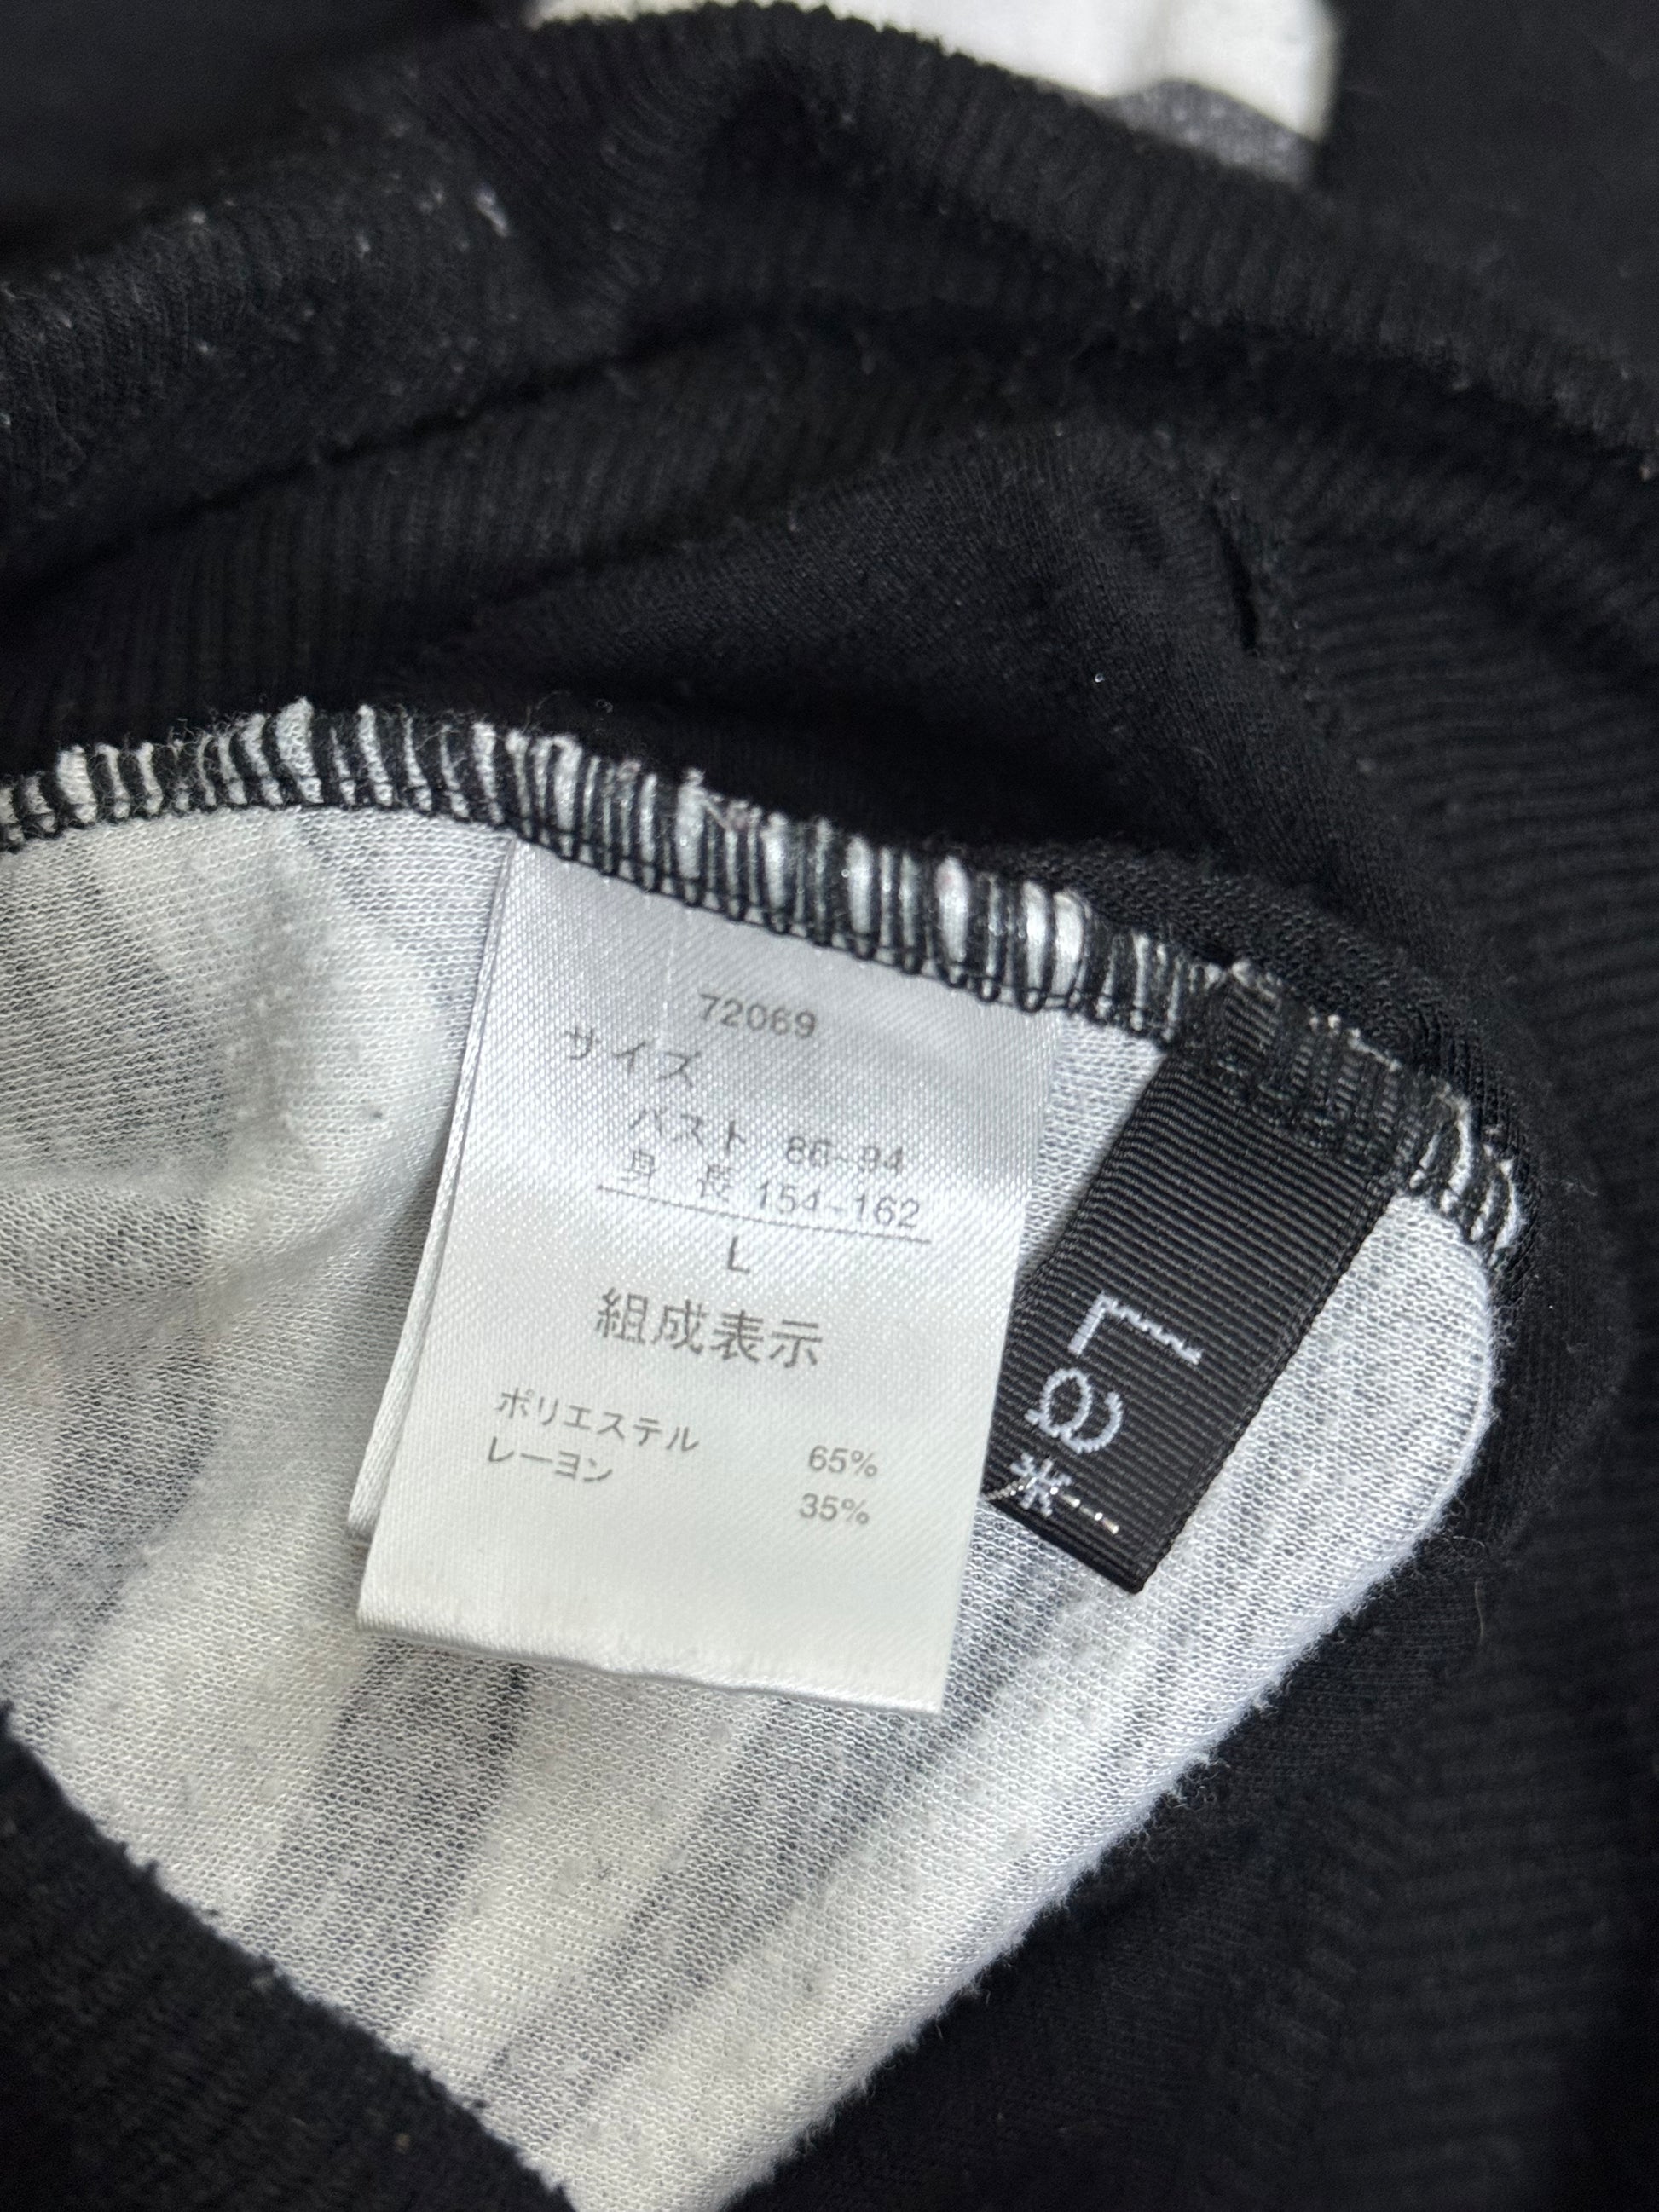 72069
サイズ
バスト 86-94
身 長 154-162
L
組成表示
ポリエステル 65%
レーヨン 35%